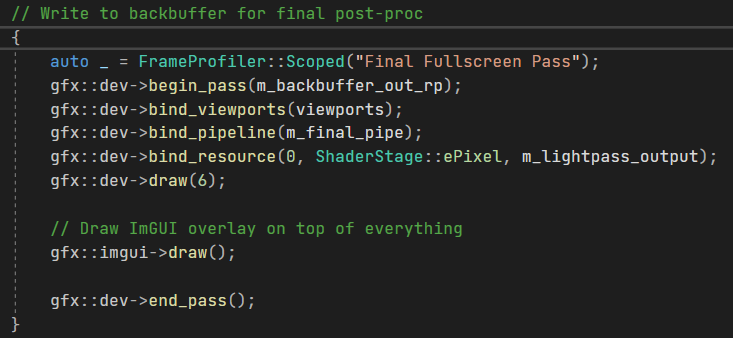 // Write to backbuffer for final post-proc
{
auto _ = FrameProfiler::Scoped("Final Fullscreen Pass");
gfx::dev->begin_pass(m_backbuffer_out_rp);
gfx::dev->bind_viewports(viewports);
gfx::dev->bind_pipeline(m_final_pipe);
gfx::dev->bind_resource(0, ShaderStage::ePixel, m_lightpass_output);
gfx::dev->draw(6);
// Draw ImGUI overlay on top of everything
gfx::imgui->draw();
gfx::dev->end_pass();
}